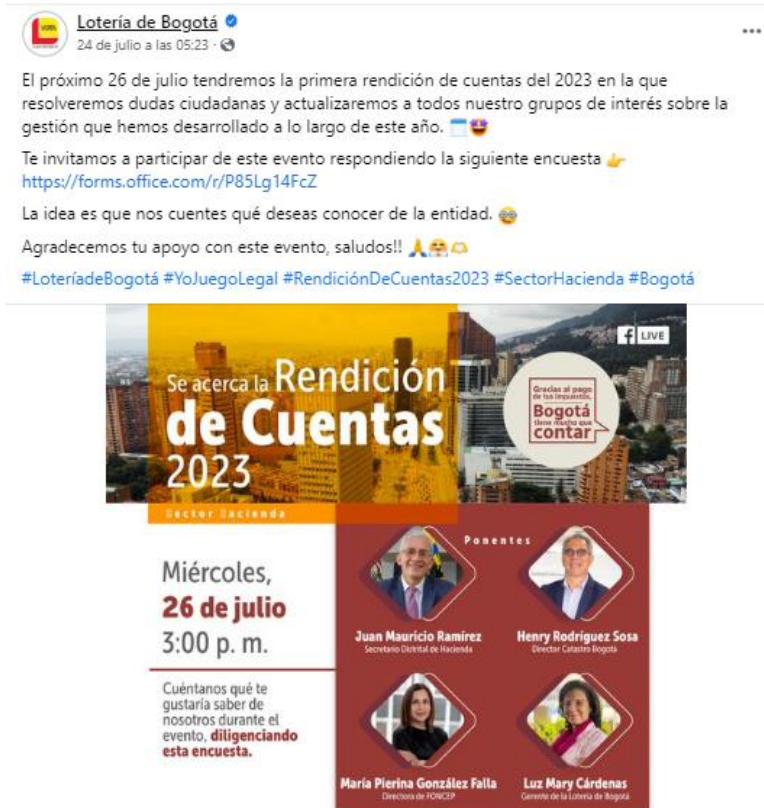 Lotería de Bogotá
24 de julio a las 05:23 ·
El próximo 26 de julio tendremos la primera rendición de cuentas del 2023 en la que
resolveremos dudas ciudadanas y actualizaremos a todos nuestro grupos de interés sobre la
gestión que hemos desarrollado a lo largo de este año. 🗓️🤩
Te invitamos a participar de este evento respondiendo la siguiente encuesta 👉
https://forms.office.com/r/P85Lg14FcZ
La idea es que nos cuentes qué deseas conocer de la entidad. 🤓
Agradecemos tu apoyo con este evento, saludos!! 🙏🤗🫶
#LoteríadeBogotá #YoJuegoLegal #RendiciónDeCuentas2023 #SectorHacienda #Bogotá
LIVE
Se acerca la Rendición
de Cuentas
2023
Sector Hacienda
Gracias al pago
de tus impuestos,
Bogotá
tiene mucho que
contar
Miércoles,
26 de julio
3:00 p. m.
Cuéntanos qué te
gustaría saber de
nosotros durante el
evento, diligenciando
esta encuesta.
Ponentes
Juan Mauricio Ramírez
Secretario Distrital de Hacienda
Henry Rodríguez Sosa
Director Catastro Bogotá
María Pierina González Falla
Directora de FONCEP
Luz Mary Cárdenas
Gerente de la Lotería de Bogotá